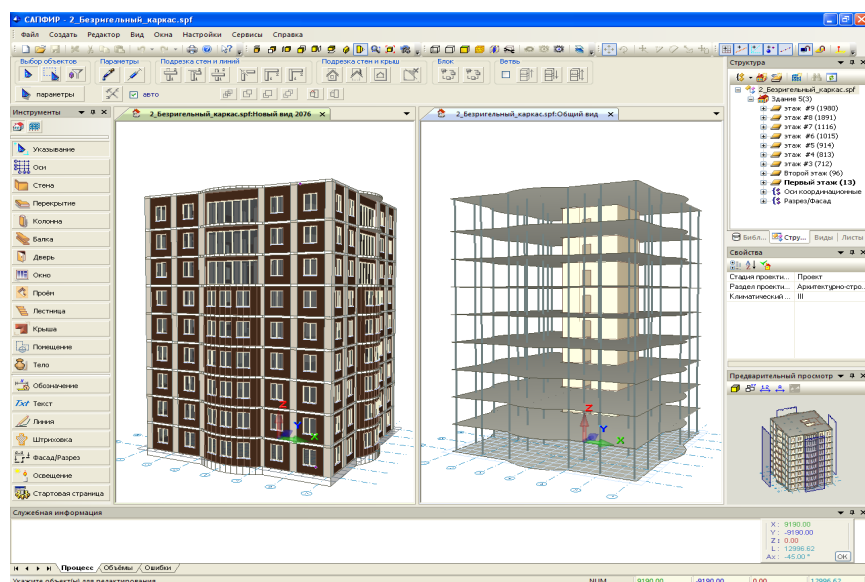 САПФИР - 2_Безригельный_каркас.spf
Файл Создать Редактор Вид Окна Настройки Сервисы Справка
Выбор объектов Параметры Подрезка стен и линий Подрезка стен и крыш Блок Ветвь
параметры авто
Инструменты
Указывание
Оси
Стена
Перекрытие
Колонна
Балка
Дверь
Окно
Проём
Лестница
Крыша
Помещение
Тело
Обозначение
Txt Текст
Линия
Штриховка
Фасад/Разрез
Освещение
Стартовая страница
2_Безригельный_каркас.spf:Новый вид 2076
Z
Y
X
2_Безригельный_каркас.spf:Общий вид
Z
Y
X
Структура
2_Безригельный_каркас.spf
Здание 5(3)
этаж #9 (1980)
этаж #8 (1891)
этаж #7 (1116)
этаж #6 (1015)
этаж #5 (914)
этаж #4 (813)
этаж #3 (712)
Второй этаж (96)
Первый этаж (13)
Оси координационные
Разрез/Фасад
Библ... Стру... Виды Листы
Свойства
Стадия проекти... Проект
Раздел проекти... Архитектурно-стро...
Климатический ... III
Предварительный просмотр
Служебная информация
X: 9190.00
Y: -9190.00
Z: 0.00
L: 12996.62
Ax: -45.00 °
OK
Процесс Объёмы Ошибки
Укажите объект(ы) для редактирования NUM 9190.00 -9190.00 0.00 12996.62